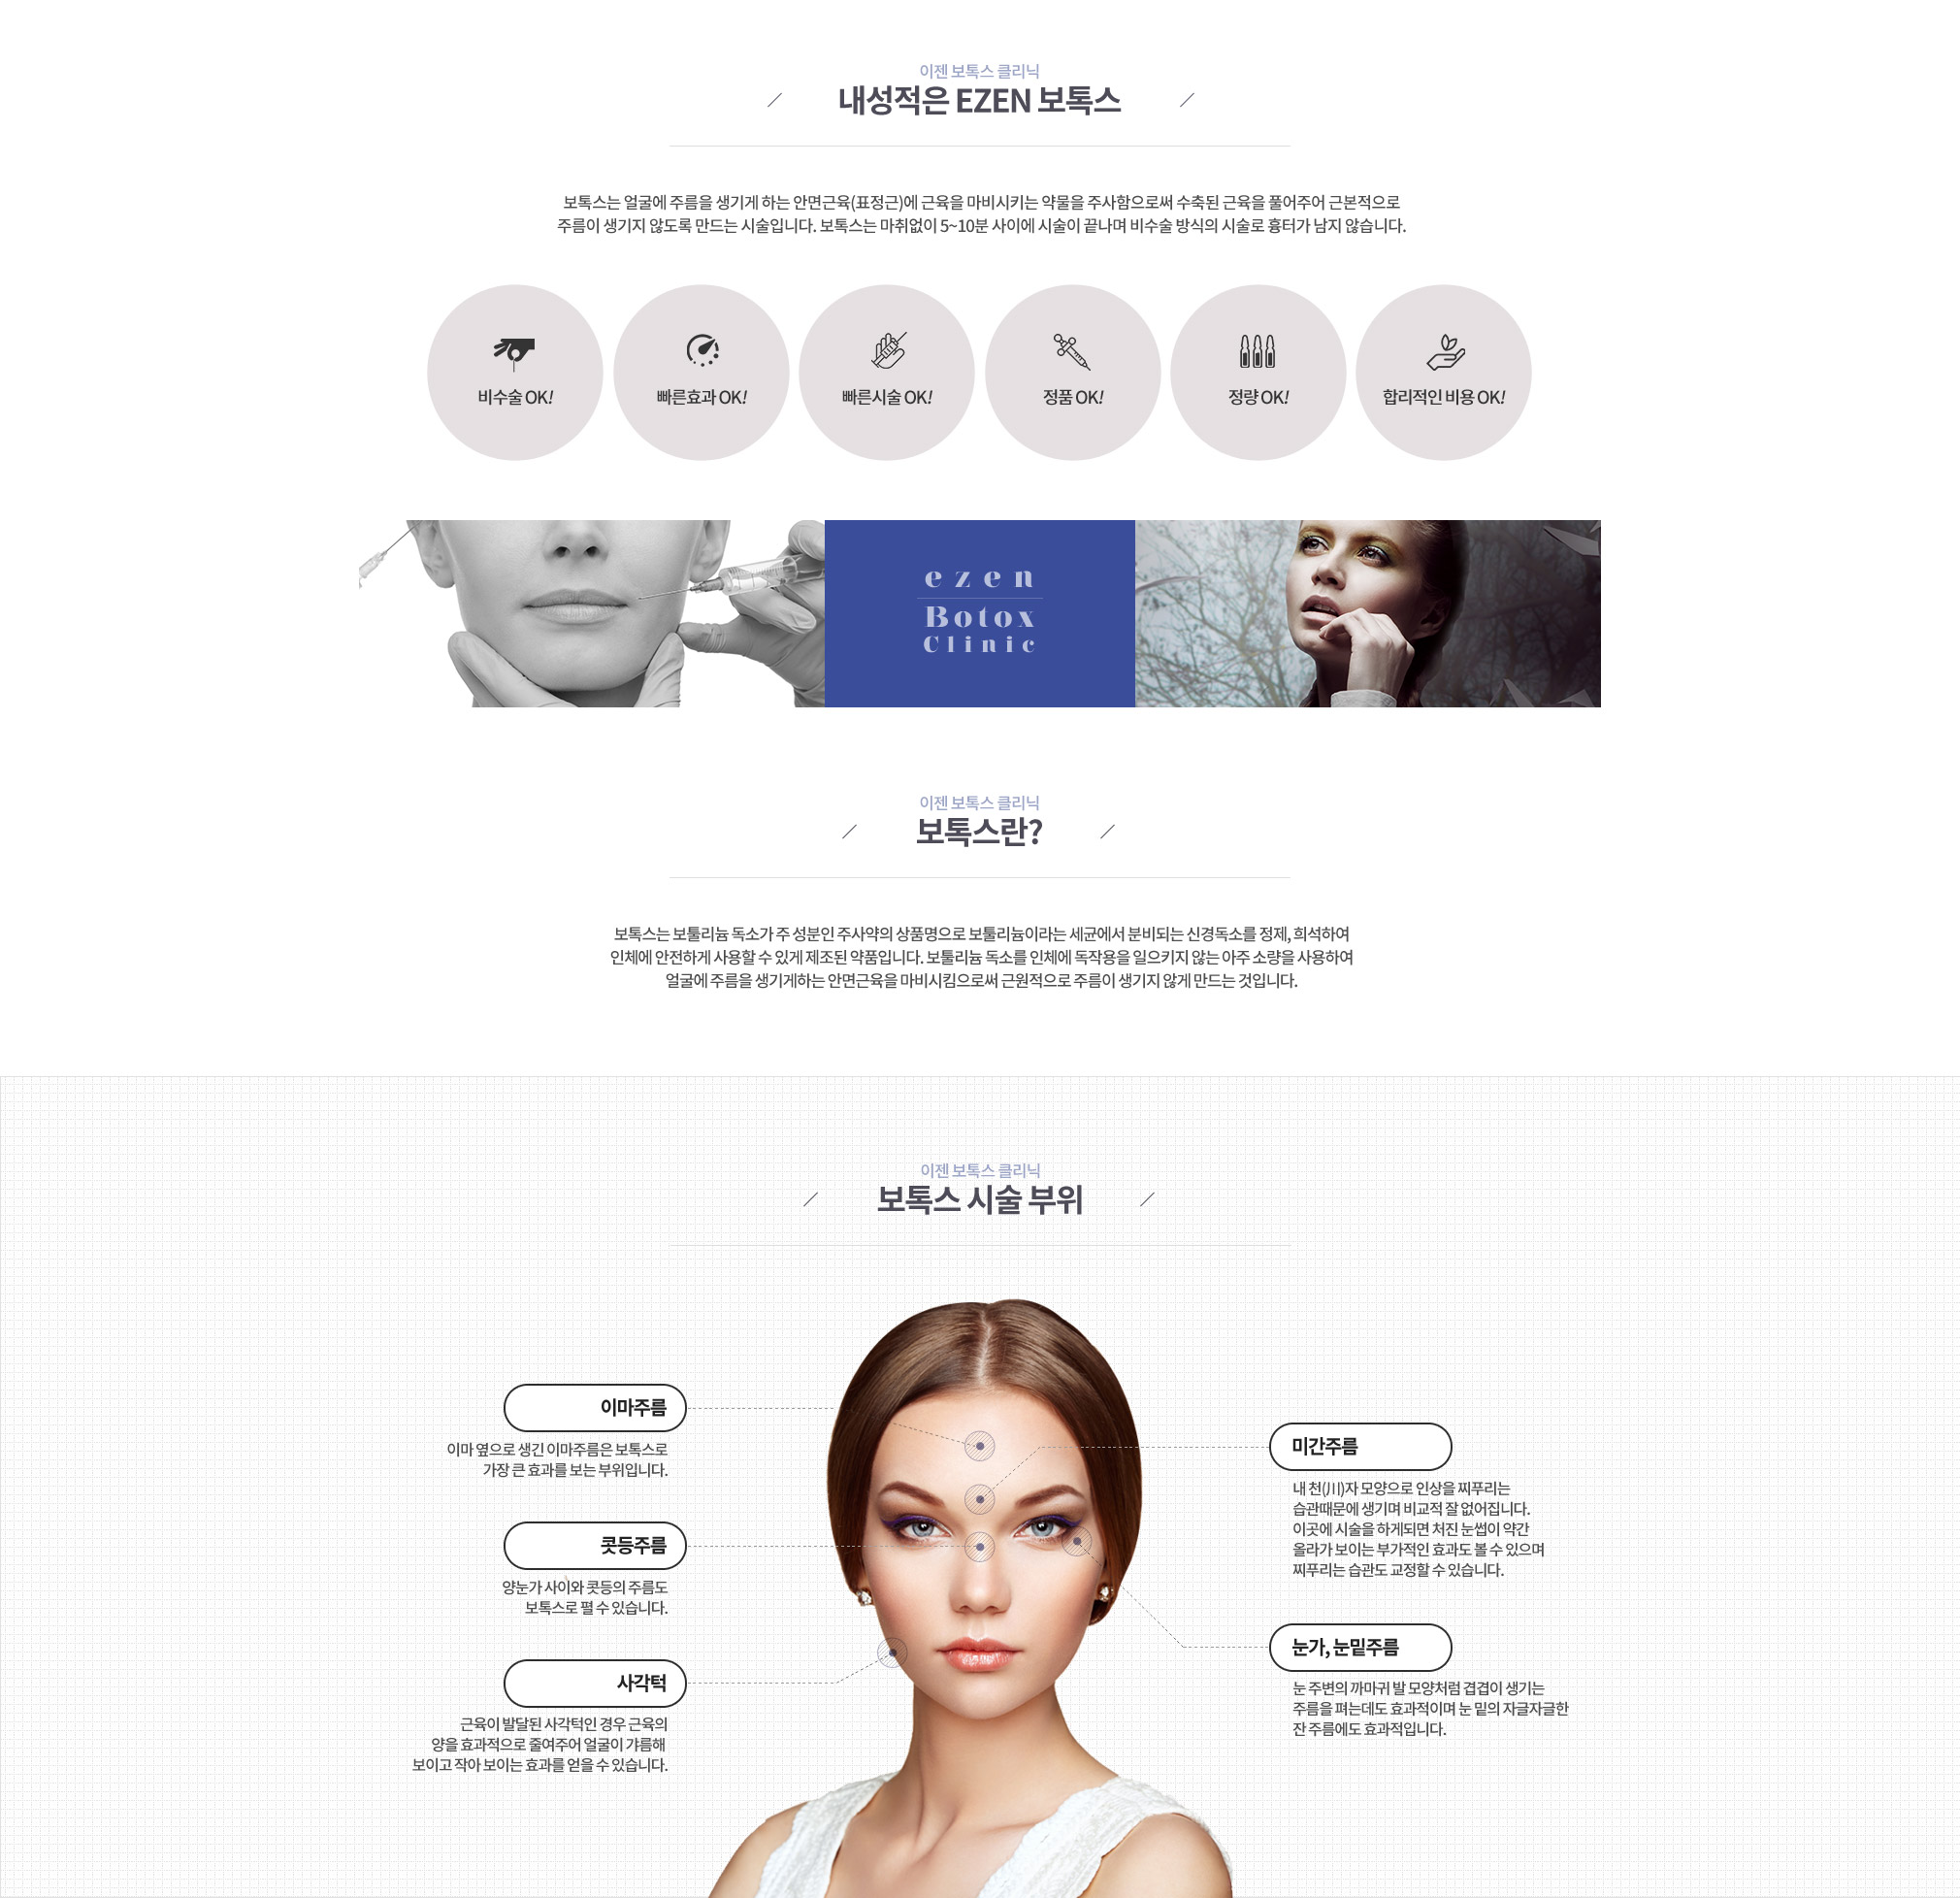 이젠 보톡스 클리닉
내성적은 EZEN 보톡스
보톡스는 얼굴에 주름을 생기게 하는 안면근육(표정근)에 근육을 마비시키는 약물을 주사함으로써 수축된 근육을 풀어주어 근본적으로
주름이 생기지 않도록 만드는 시술입니다. 보톡스는 마취없이 5~10분 사이에 시술이 끝나며 비수술 방식의 시술로 흉터가 남지 않습니다.
비수술 OK!
빠른효과 OK!
빠른시술 OK!
정품 OK!
정량 OK!
합리적인 비용 OK!
ezen
Botox
Clinic
이젠 보톡스 클리닉
보톡스란?
보톡스는 보툴리늄 독소가 주 성분인 주사약의 상품명으로 보툴리늄이라는 세균에서 분비되는 신경독소를 정제, 희석하여
인체에 안전하게 사용할 수 있게 제조된 약품입니다. 보툴리늄 독소를 인체에 독작용을 일으키지 않는 아주 소량을 사용하여
얼굴에 주름을 생기게하는 안면근육을 마비시킴으로써 근원적으로 주름이 생기지 않게 만드는 것입니다.
이젠 보톡스 클리닉
보톡스 시술 부위
이마주름
이마 옆으로 생긴 이마주름은 보톡스로
가장 큰 효과를 보는 부위입니다.
콧등주름
양눈가 사이와 콧등의 주름도
보톡스로 펼 수 있습니다.
사각턱
근육이 발달된 사각턱인 경우 근육의
양을 효과적으로 줄여주어 얼굴이 갸름해
보이고 작아 보이는 효과를 얻을 수 있습니다.
미간주름
내 천(川)자 모양으로 인상을 찌푸리는
습관때문에 생기며 비교적 잘 없어집니다.
이곳에 시술을 하게되면 처진 눈썹이 약간
올라가 보이는 부가적인 효과도 볼 수 있으며
찌푸리는 습관도 교정할 수 있습니다.
눈가, 눈밑주름
눈 주변의 까마귀 발 모양처럼 겹겹이 생기는
주름을 펴는데도 효과적이며 눈 밑의 자글자글한
잔 주름에도 효과적입니다.